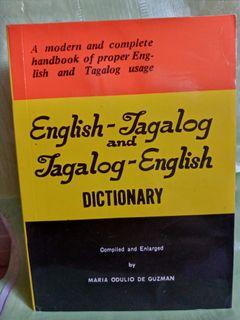 A modern and complete
handbook of proper Eng-
lish and Tagalog usage
English-Tagalog
and
Tagalog-English
DICTIONARY
Compiled and Enlarged
by
MARIA ODULIO DE GUZMAN